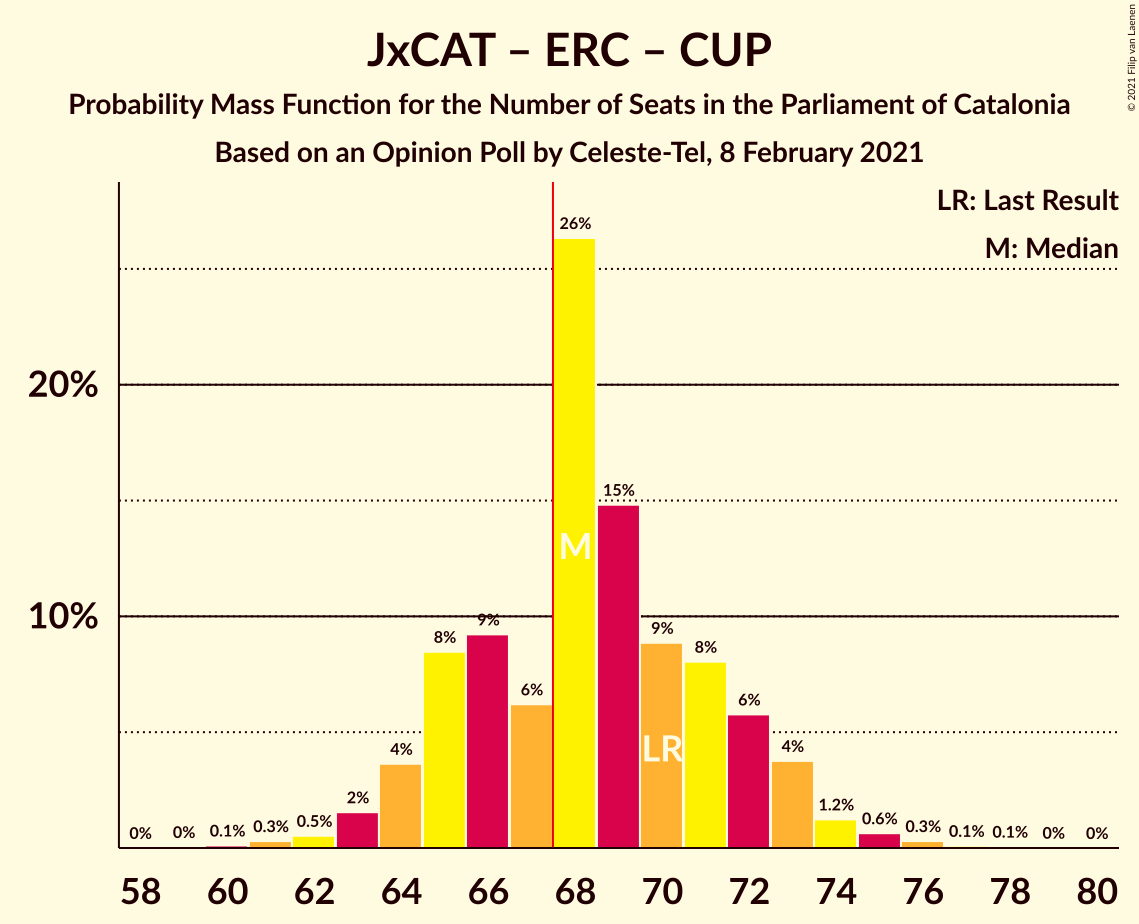 © 2021 Filip van Laenen
JxCAT – ERC – CUP
Probability Mass Function for the Number of Seats in the Parliament of Catalonia
Based on an Opinion Poll by Celeste-Tel, 8 February 2021
LR: Last Result
M: Median
20%
10%
0% 0% 0.1% 0.3% 0.5% 2% 4% 8% 9% 6% 26% 15% 9% 8% 6% 4% 1.2% 0.6% 0.3% 0.1% 0.1% 0% 0%
M
LR
58 60 62 64 66 68 70 72 74 76 78 80